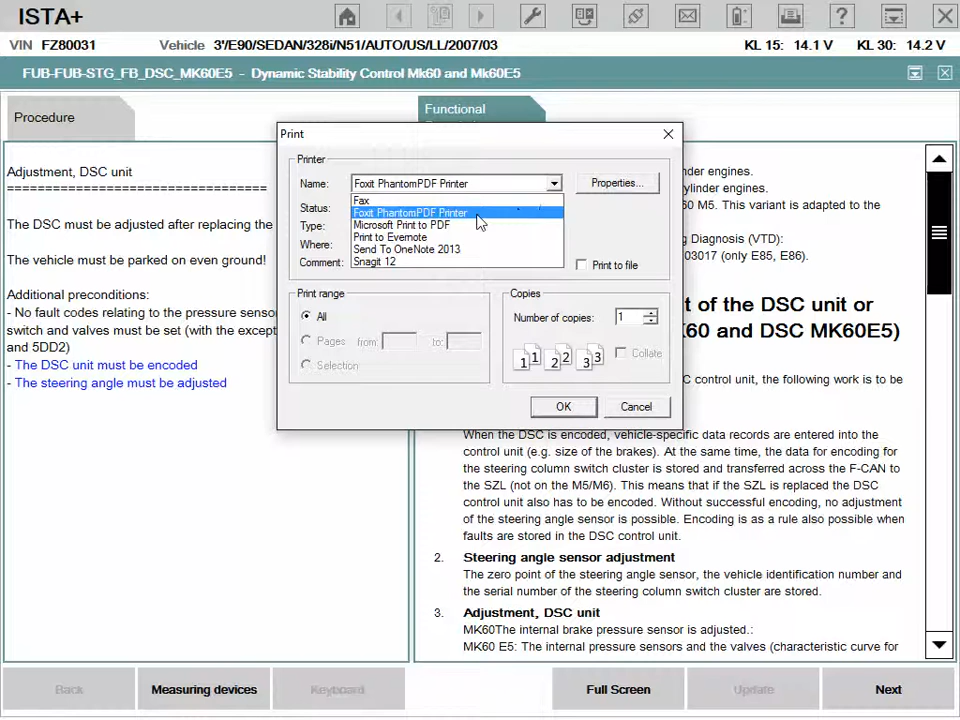 ISTA+
VIN FZ80031 Vehicle 3'/E90/SEDAN/328i/N51/AUTO/US/LL/2007/03 KL 15: 14.1 V KL 30: 14.2 V
FUB-FUB-STG_FB_DSC_MK60E5 - Dynamic Stability Control Mk60 and Mk60E5
Procedure
Adjustment, DSC unit
==================================
The DSC must be adjusted after replacing the
The vehicle must be parked on even ground!
Additional preconditions:
- No fault codes relating to the pressure sensor
switch and valves must be set (with the except
and 5DD2)
- The DSC unit must be encoded
- The steering angle must be adjusted
Functional
Print
Printer
Name: Foxit PhantomPDF Printer Properties...
Status:
Type:
Where:
Comment:
Fax
Foxit PhantomPDF Printer
Microsoft Print to PDF
Print to Evernote
Send To OneNote 2013
Snagit 12
Print to file
Print range
All
Pages from: to:
Selection
Copies
Number of copies: 1
1 1 2 2 3 3
Collate
OK Cancel
der engines.
ylinder engines.
60 M5. This variant is adapted to the
g Diagnosis (VTD):
03017 (only E85, E86).
t of the DSC unit or
K60 and DSC MK60E5)
C control unit, the following work is to be
When the DSC is encoded, vehicle-specific data records are entered into the
control unit (e.g. size of the brakes). At the same time, the data for encoding for
the steering column switch cluster is stored and transferred across the F-CAN to
the SZL (not on the M5/M6). This means that if the SZL is replaced the DSC
control unit also has to be encoded. Without successful encoding, no adjustment
of the steering angle sensor is possible. Encoding is as a rule also possible when
faults are stored in the DSC control unit.
2. Steering angle sensor adjustment
The zero point of the steering angle sensor, the vehicle identification number and
the serial number of the steering column switch cluster are stored.
3. Adjustment, DSC unit
MK60The internal brake pressure sensor is adjusted.:
MK60 E5: The internal pressure sensors and the valves (characteristic curve for
Back Measuring devices Keyboard Full Screen Update Next